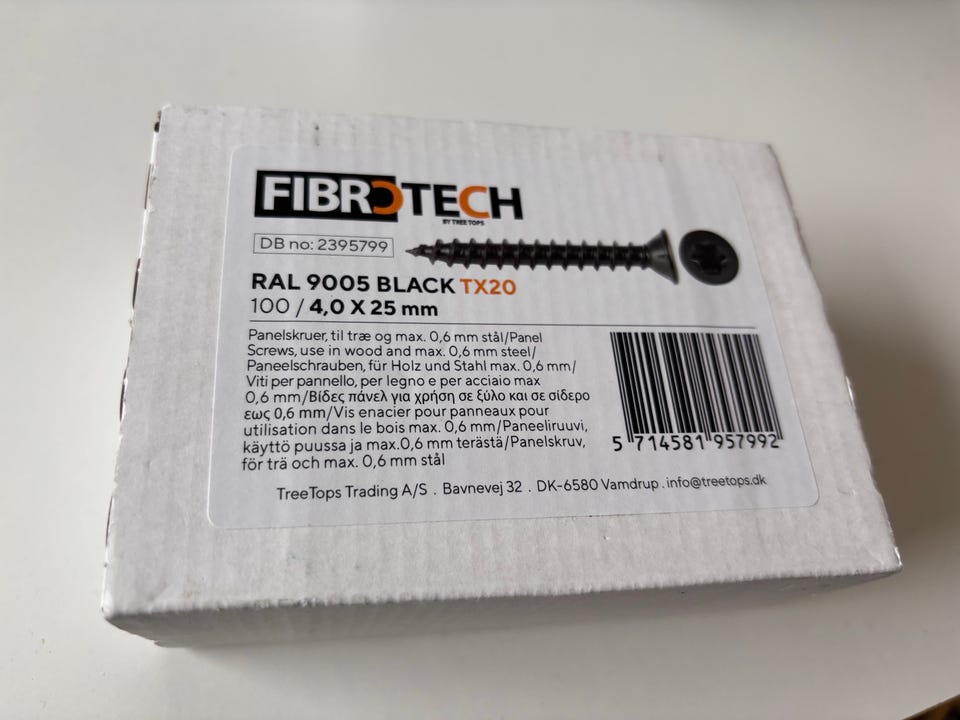 FIBROTECH
BY TREE TOPS
DB no: 2395799
RAL 9005 BLACK TX20
100 / 4,0 X 25 mm
Panelskruer, til træ og max. 0,6 mm stål/Panel
Screws, use in wood and max. 0,6 mm steel/
Paneelschrauben, für Holz und Stahl max. 0,6 mm/
Viti per pannello, per legno e per acciaio max
0,6 mm/Βίδες πάνελ για χρήση σε ξύλο και σε σίδερο
εως 0,6 mm/Vis enacier pour panneaux pour
utilisation dans le bois max. 0,6 mm/Paneeliruuvi,
käyttö puussa ja max.0,6 mm terästä/Panelskruv,
för trä och max. 0,6 mm stål
5 714581 957992
TreeTops Trading A/S . Bavnevej 32 . DK-6580 Vamdrup . info@treetops.dk